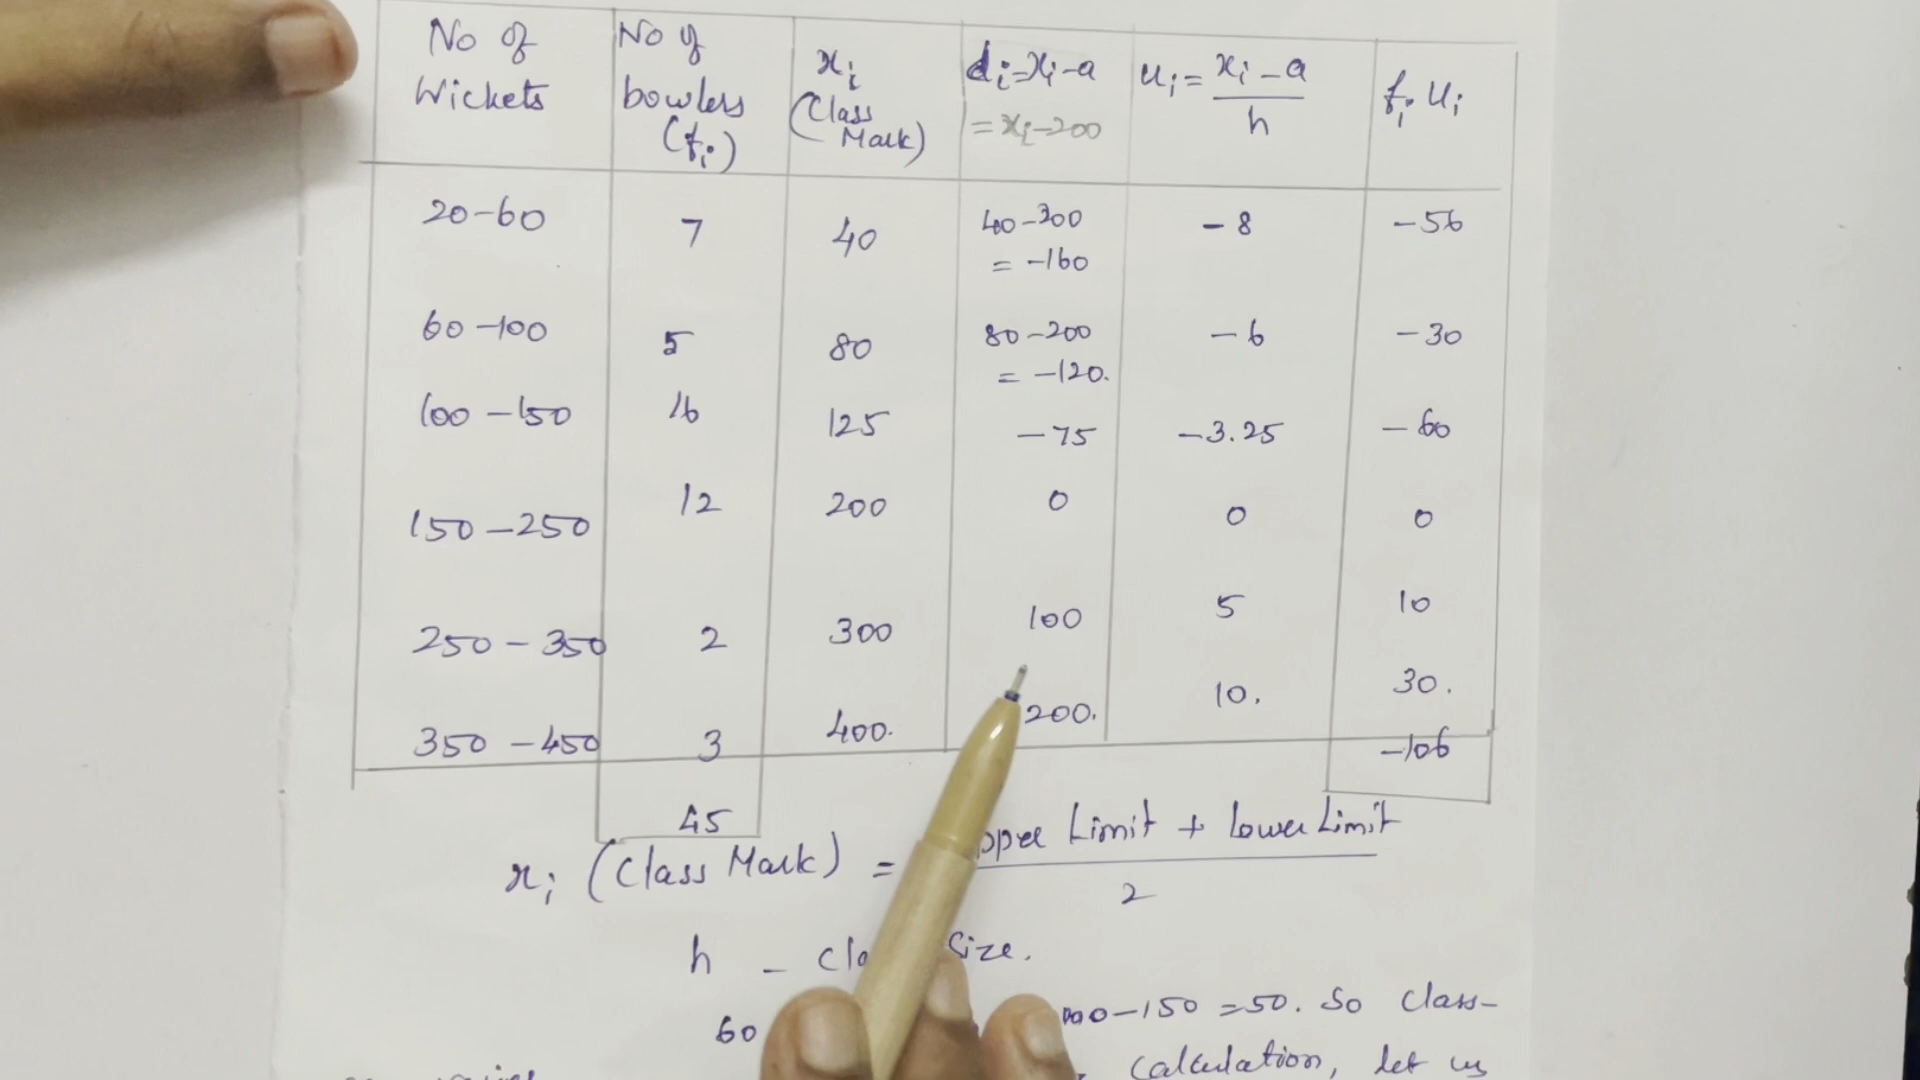 No of Wickets | No of bowlers (fi) | xi (Class Mark) | di=xi-a = xi-200 | ui = xi-a / h | fi ui
20-60 | 7 | 40 | 40-200 = -160 | -8 | -56
60-100 | 5 | 80 | 80-200 = -120. | -6 | -30
100-150 | 16 | 125 | -75 | -3.25 | -60
150-250 | 12 | 200 | 0 | 0 | 0
250-350 | 2 | 300 | 100 | 5 | 10
350-450 | 3 | 400. | 200. | 10. | 30.
45 | -106
xi (Class Mark) = Limit + Lower Limit / 2
h - Size.
60 -150 =50. So Class-
calculation, let us